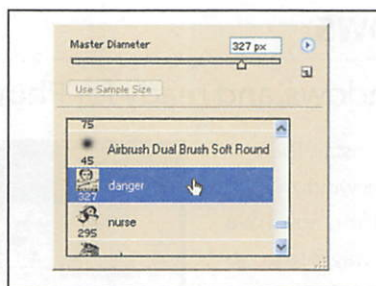 Master Diameter 327 px
Use Sample Size
75
Airbrush Dual Brush Soft Round
45
danger
327
nurse
295